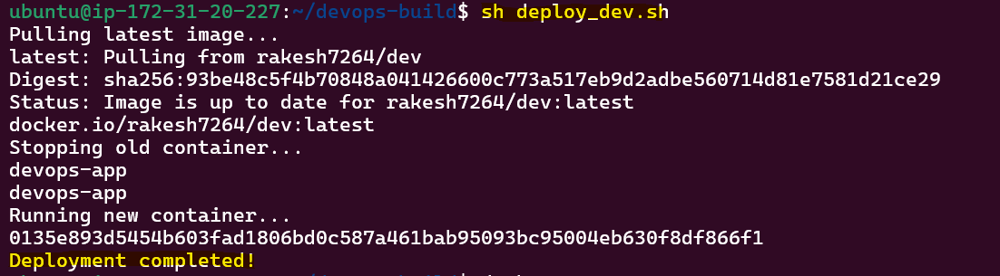 ubuntu@ip-172-31-20-227:~/devops-build$ sh deploy_dev.sh
Pulling latest image...
latest: Pulling from rakesh7264/dev
Digest: sha256:93be48c5f4b70848a041426600c773a517eb9d2adbe560714d81e7581d21ce29
Status: Image is up to date for rakesh7264/dev:latest
docker.io/rakesh7264/dev:latest
Stopping old container...
devops-app
devops-app
Running new container...
0135e893d5454b603fad1806bd0c587a461bab95093bc95004eb630f8df866f1
Deployment completed!